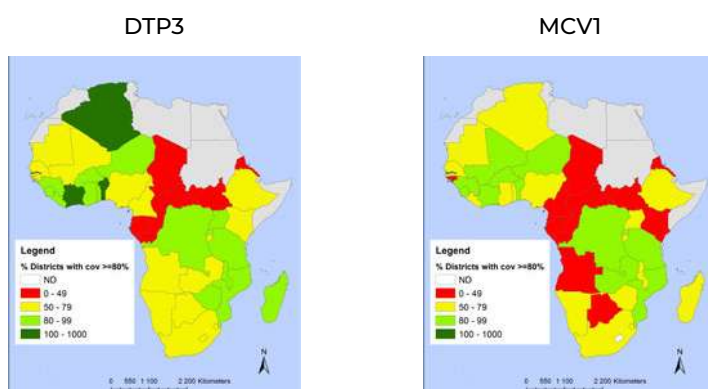 DTP3
MCV1
Legend
% Districts with cov >=80%
ND
0 - 49
50 - 79
80 - 99
100 - 1000
N
0 550 1 100 2 200 Kilometers
Legend
% Districts with cov >=80%
ND
0 - 49
50 - 79
80 - 99
100 - 1000
N
0 550 1 100 2 200 Kilometers